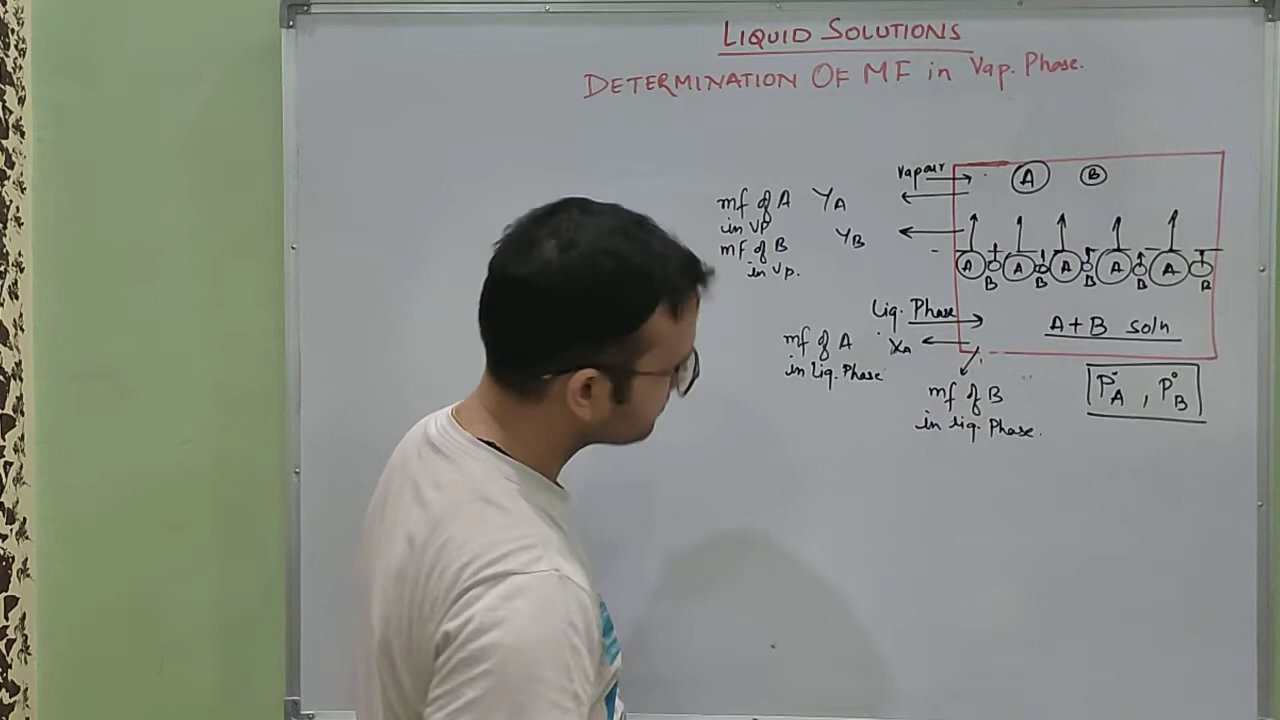 LIQUID SOLUTIONS
DETERMINATION OF MF in Vap. Phase.
Vapour
A B
mf of A YA
in VP
mf of B YB
in Vp.
A B A B A B A B A B
Liq. Phase
A+B soln
mf of A XA
in Liq. Phase
mf of B
in liq. Phase.
P°A , P°B